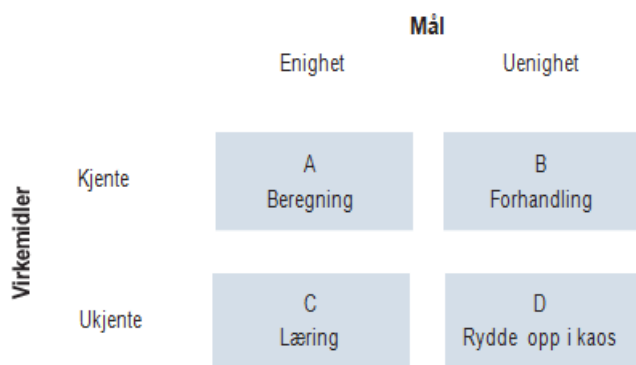 Mål
Enighet Uenighet
Virkemidler
Kjente
A
Beregning
B
Forhandling
Ukjente
C
Læring
D
Rydde opp i kaos